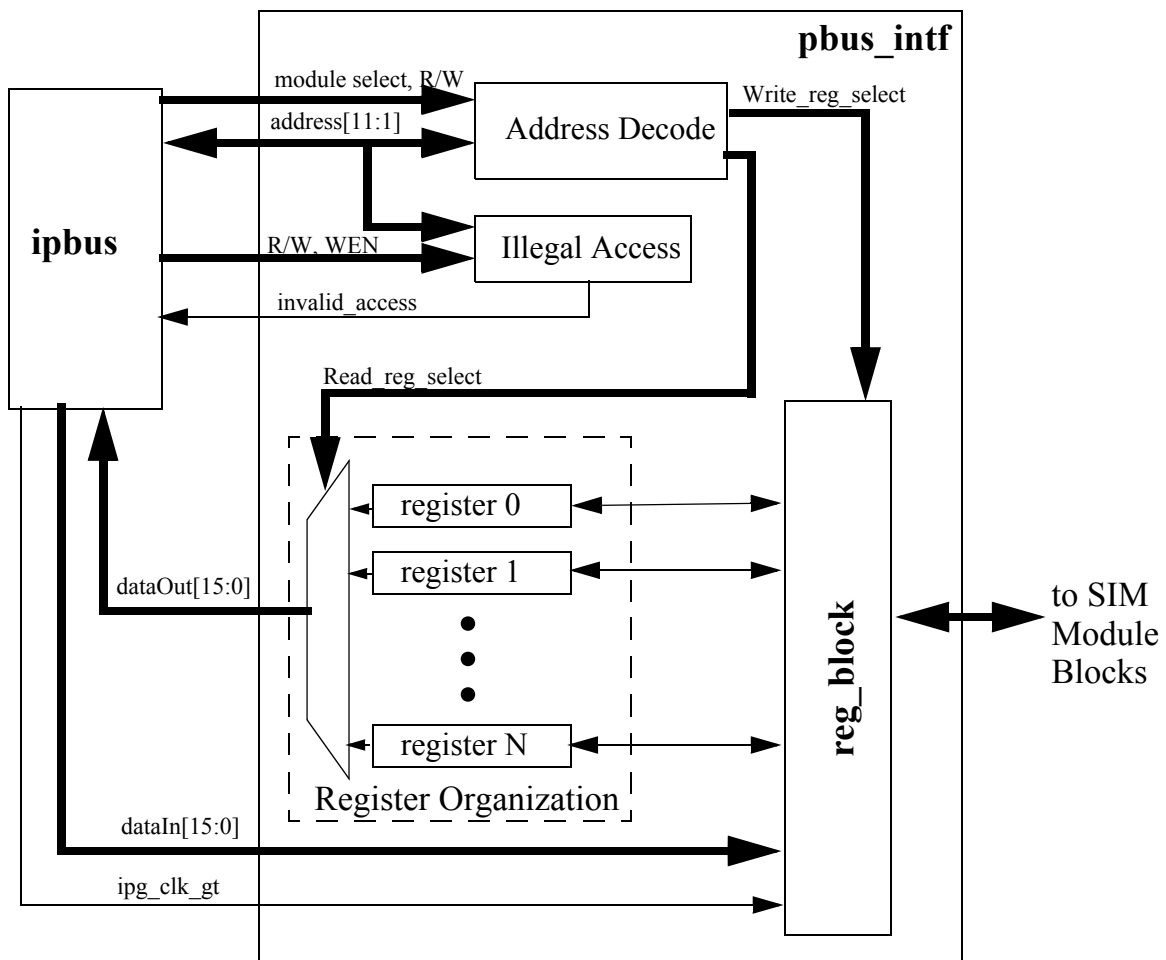 pbus_intf
module select, R/W
Write_reg_select
address[11:1]
Address Decode
ipbus
R/W, WEN
Illegal Access
invalid_access
Read_reg_select
register 0
register 1
dataOut[15:0]
to SIM
Module
Blocks
reg_block
register N
Register Organization
dataIn[15:0]
ipg_clk_gt